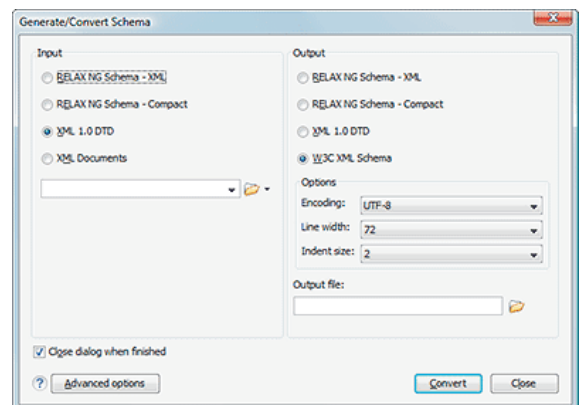 Generate/Convert Schema
Input
RELAX NG Schema - XML
RELAX NG Schema - Compact
XML 1.0 DTD
XML Documents
Output
RELAX NG Schema - XML
RELAX NG Schema - Compact
XML 1.0 DTD
W3C XML Schema
Options
Encoding: UTF-8
Line width: 72
Indent size: 2
Output file:
Close dialog when finished
? Advanced options
Convert
Close